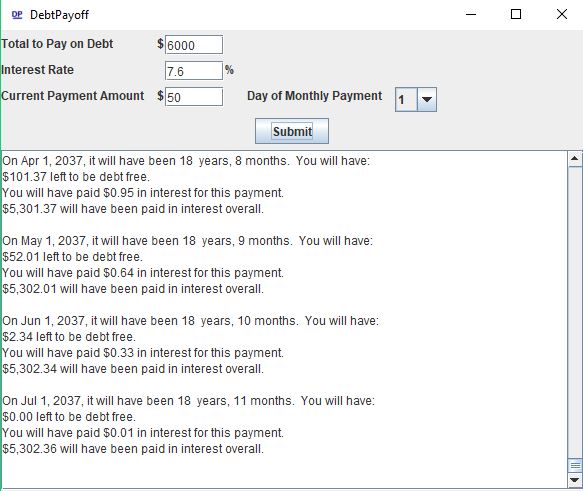 DP DebtPayoff
Total to Pay on Debt $ 6000
Interest Rate 7.6 %
Current Payment Amount $ 50 Day of Monthly Payment 1
Submit
On Apr 1, 2037, it will have been 18 years, 8 months. You will have:
$101.37 left to be debt free.
You will have paid $0.95 in interest for this payment.
$5,301.37 will have been paid in interest overall.
On May 1, 2037, it will have been 18 years, 9 months. You will have:
$52.01 left to be debt free.
You will have paid $0.64 in interest for this payment.
$5,302.01 will have been paid in interest overall.
On Jun 1, 2037, it will have been 18 years, 10 months. You will have:
$2.34 left to be debt free.
You will have paid $0.33 in interest for this payment.
$5,302.34 will have been paid in interest overall.
On Jul 1, 2037, it will have been 18 years, 11 months. You will have:
$0.00 left to be debt free.
You will have paid $0.01 in interest for this payment.
$5,302.36 will have been paid in interest overall.